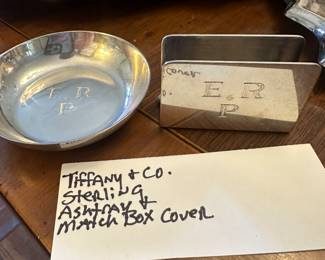 E.R
P
E.R
P
Tiffany & Co.
Sterling
Ashtray &
Match Box Cover